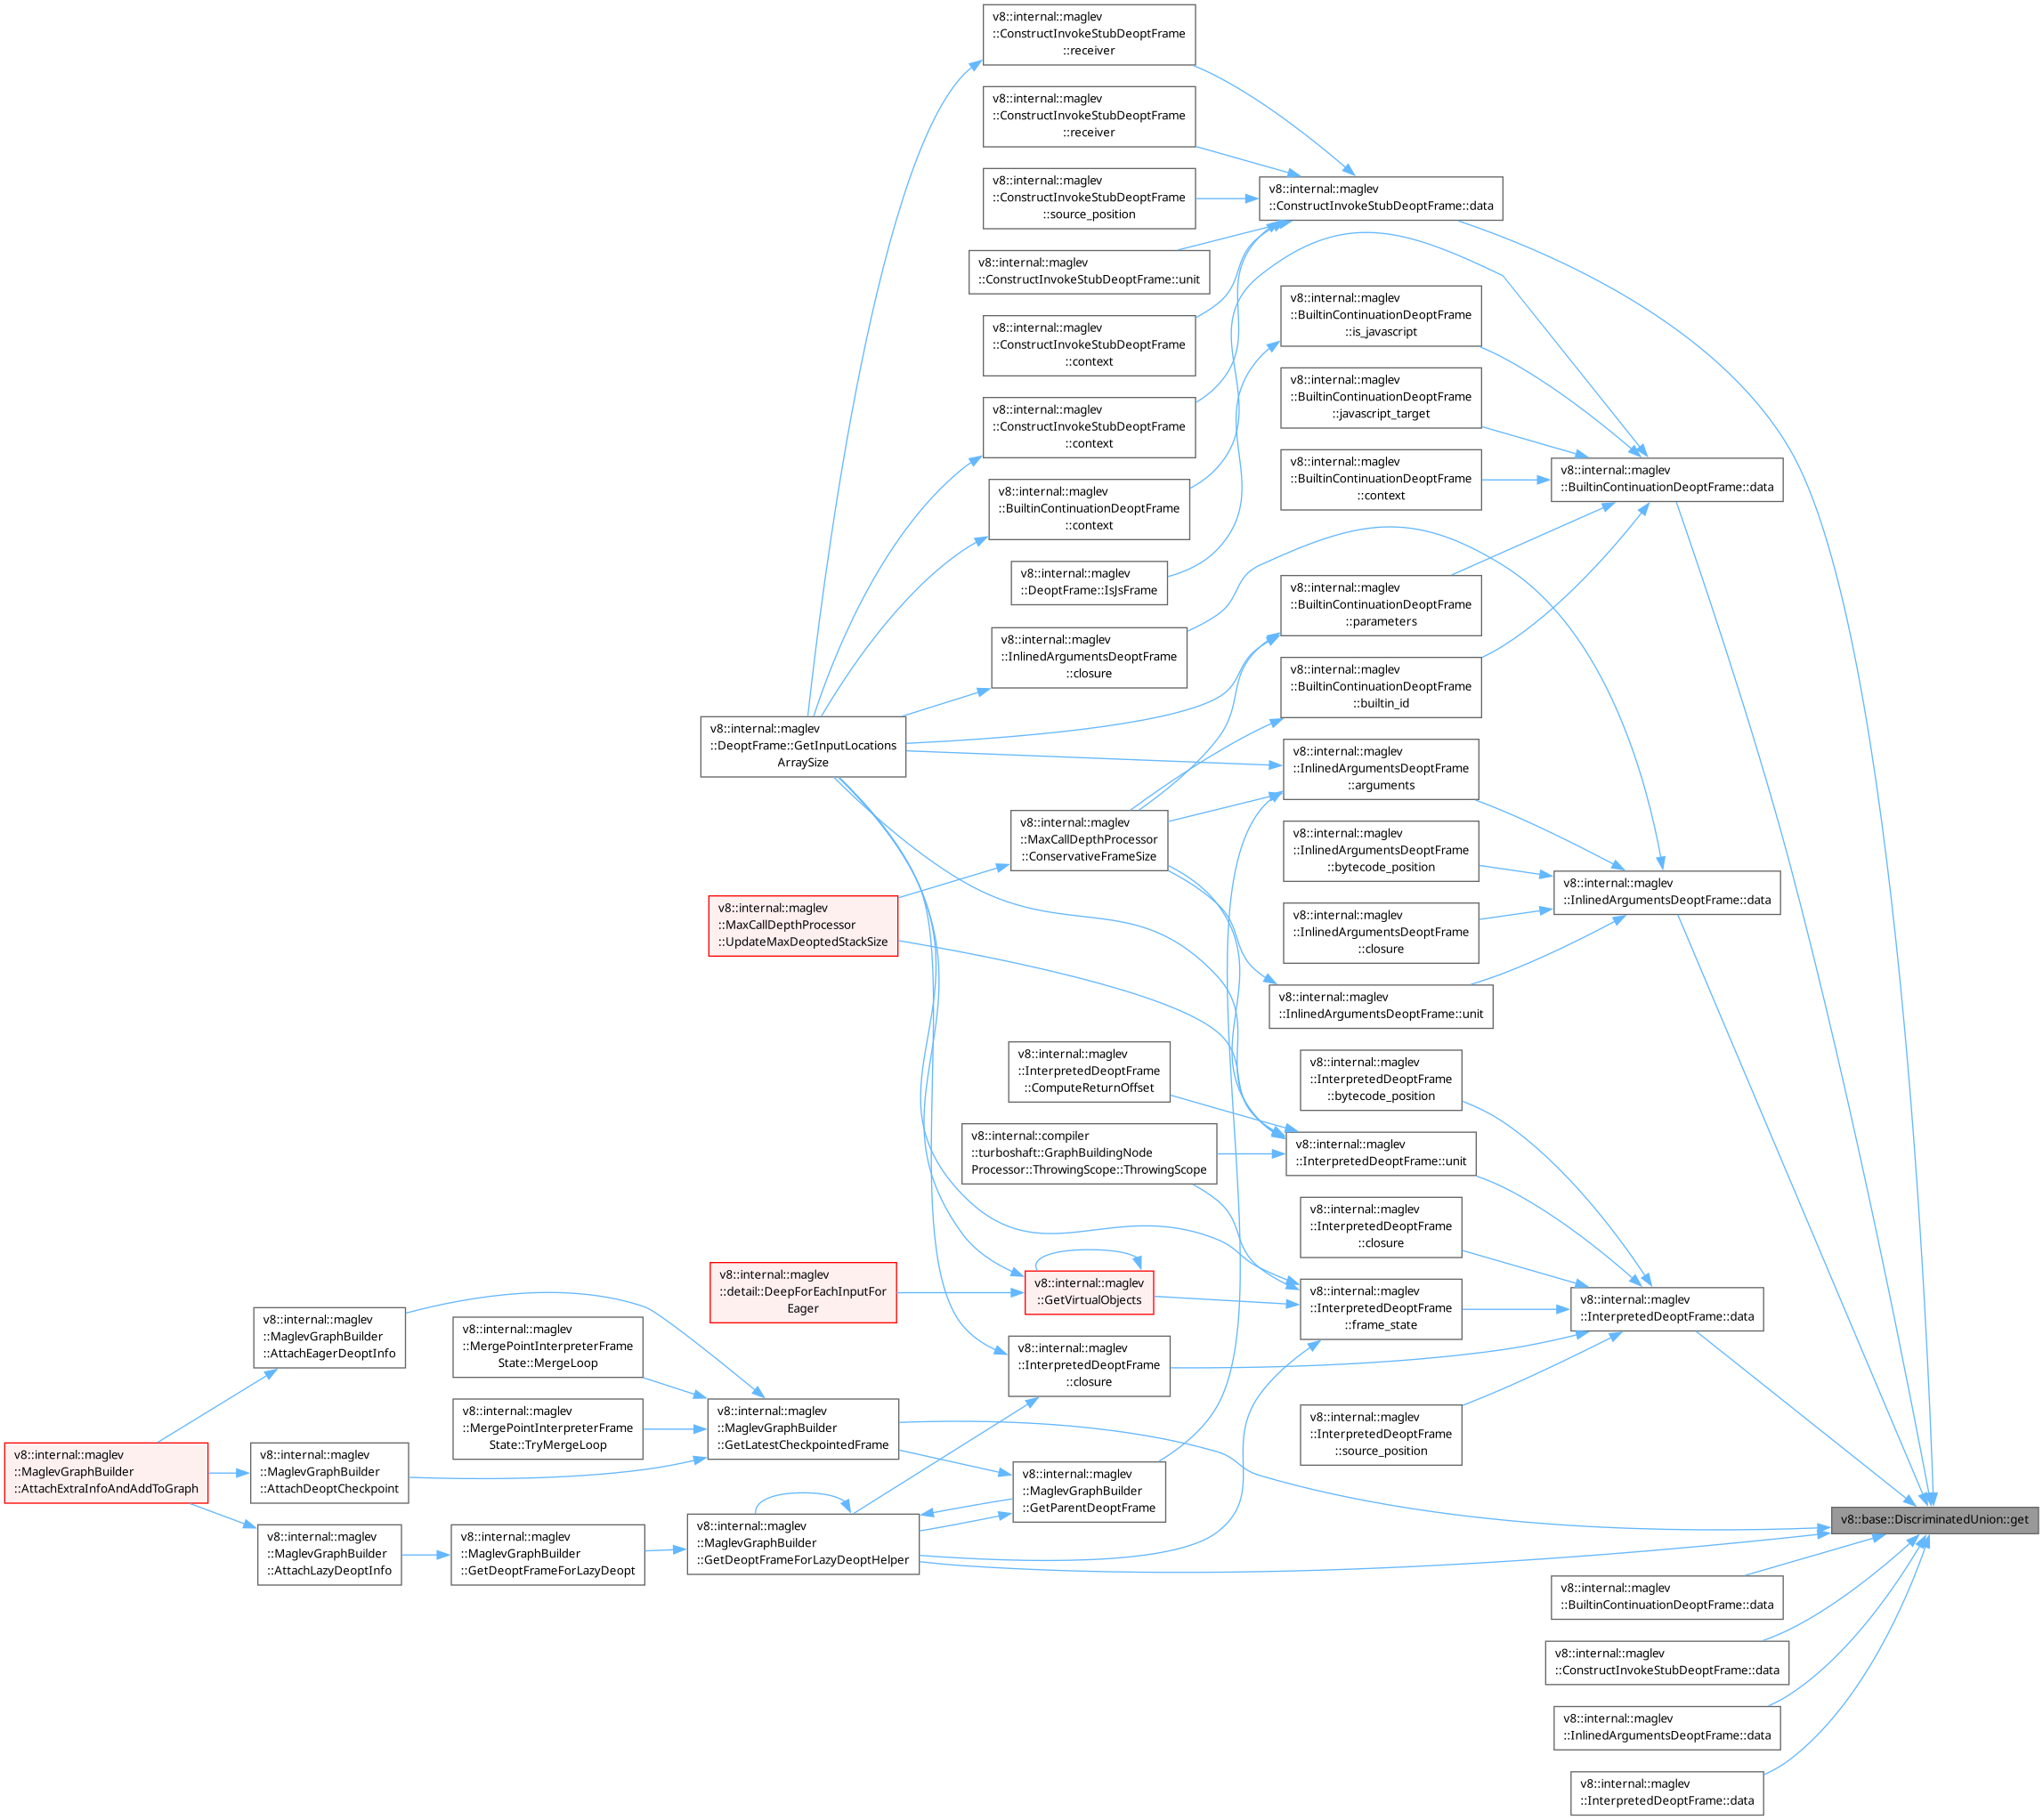 v8::internal::maglev
::ConstructInvokeStubDeoptFrame
::receiver
v8::internal::maglev
::ConstructInvokeStubDeoptFrame
::receiver
v8::internal::maglev
::ConstructInvokeStubDeoptFrame
::source_position
v8::internal::maglev
::ConstructInvokeStubDeoptFrame::data
v8::internal::maglev
::ConstructInvokeStubDeoptFrame::unit
v8::internal::maglev
::ConstructInvokeStubDeoptFrame
::context
v8::internal::maglev
::BuiltinContinuationDeoptFrame
::is_javascript
v8::internal::maglev
::BuiltinContinuationDeoptFrame
::javascript_target
v8::internal::maglev
::ConstructInvokeStubDeoptFrame
::context
v8::internal::maglev
::BuiltinContinuationDeoptFrame
::context
v8::internal::maglev
::BuiltinContinuationDeoptFrame::data
v8::internal::maglev
::BuiltinContinuationDeoptFrame
::context
v8::internal::maglev
::DeoptFrame::IsJsFrame
v8::internal::maglev
::BuiltinContinuationDeoptFrame
::parameters
v8::internal::maglev
::InlinedArgumentsDeoptFrame
::closure
v8::internal::maglev
::BuiltinContinuationDeoptFrame
::builtin_id
v8::internal::maglev
::DeoptFrame::GetInputLocations
ArraySize
v8::internal::maglev
::InlinedArgumentsDeoptFrame
::arguments
v8::internal::maglev
::MaxCallDepthProcessor
::ConservativeFrameSize
v8::internal::maglev
::InlinedArgumentsDeoptFrame
::bytecode_position
v8::internal::maglev
::InlinedArgumentsDeoptFrame::data
v8::internal::maglev
::MaxCallDepthProcessor
::UpdateMaxDeoptedStackSize
v8::internal::maglev
::InlinedArgumentsDeoptFrame
::closure
v8::internal::maglev
::InlinedArgumentsDeoptFrame::unit
v8::internal::maglev
::InterpretedDeoptFrame
::ComputeReturnOffset
v8::internal::maglev
::InterpretedDeoptFrame
::bytecode_position
v8::internal::compiler
::turboshaft::GraphBuildingNode
Processor::ThrowingScope::ThrowingScope
v8::internal::maglev
::InterpretedDeoptFrame::unit
v8::internal::maglev
::InterpretedDeoptFrame
::closure
v8::internal::maglev
::detail::DeepForEachInputFor
Eager
v8::internal::maglev
::GetVirtualObjects
v8::internal::maglev
::InterpretedDeoptFrame
::frame_state
v8::internal::maglev
::InterpretedDeoptFrame::data
v8::internal::maglev
::MaglevGraphBuilder
::AttachEagerDeoptInfo
v8::internal::maglev
::MergePointInterpreterFrame
State::MergeLoop
v8::internal::maglev
::InterpretedDeoptFrame
::closure
v8::internal::maglev
::MergePointInterpreterFrame
State::TryMergeLoop
v8::internal::maglev
::MaglevGraphBuilder
::GetLatestCheckpointedFrame
v8::internal::maglev
::InterpretedDeoptFrame
::source_position
v8::internal::maglev
::MaglevGraphBuilder
::AttachExtraInfoAndAddToGraph
v8::internal::maglev
::MaglevGraphBuilder
::AttachDeoptCheckpoint
v8::internal::maglev
::MaglevGraphBuilder
::GetParentDeoptFrame
v8::base::DiscriminatedUnion::get
v8::internal::maglev
::MaglevGraphBuilder
::AttachLazyDeoptInfo
v8::internal::maglev
::MaglevGraphBuilder
::GetDeoptFrameForLazyDeopt
v8::internal::maglev
::MaglevGraphBuilder
::GetDeoptFrameForLazyDeoptHelper
v8::internal::maglev
::BuiltinContinuationDeoptFrame::data
v8::internal::maglev
::ConstructInvokeStubDeoptFrame::data
v8::internal::maglev
::InlinedArgumentsDeoptFrame::data
v8::internal::maglev
::InterpretedDeoptFrame::data